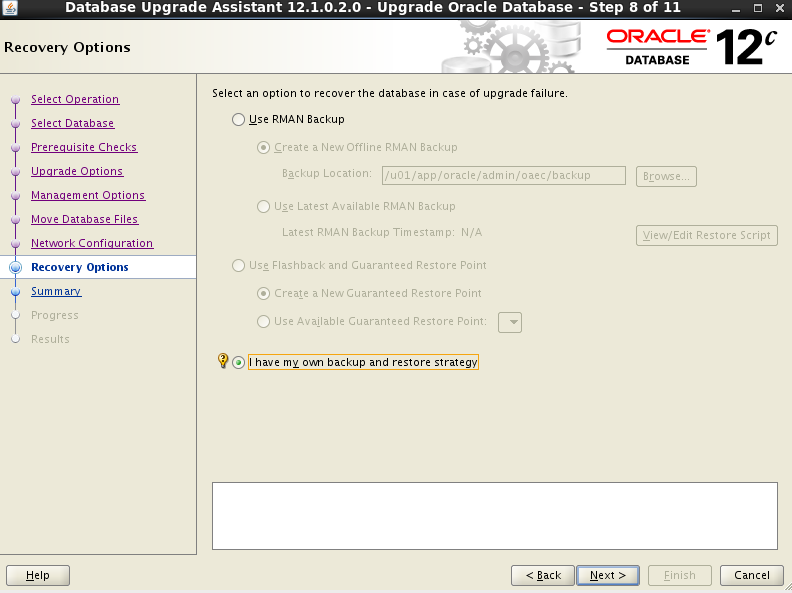 Database Upgrade Assistant 12.1.0.2.0 - Upgrade Oracle Database - Step 8 of 11
Recovery Options
ORACLE®
DATABASE
12c
Select Operation
Select Database
Prerequisite Checks
Upgrade Options
Management Options
Move Database Files
Network Configuration
Recovery Options
Summary
Progress
Results
Select an option to recover the database in case of upgrade failure.
Use RMAN Backup
Create a New Offline RMAN Backup
Backup Location: /u01/app/oracle/admin/oaec/backup Browse...
Use Latest Available RMAN Backup
Latest RMAN Backup Timestamp: N/A View/Edit Restore Script
Use Flashback and Guaranteed Restore Point
Create a New Guaranteed Restore Point
Use Available Guaranteed Restore Point:
I have my own backup and restore strategy
Help < Back Next > Finish Cancel